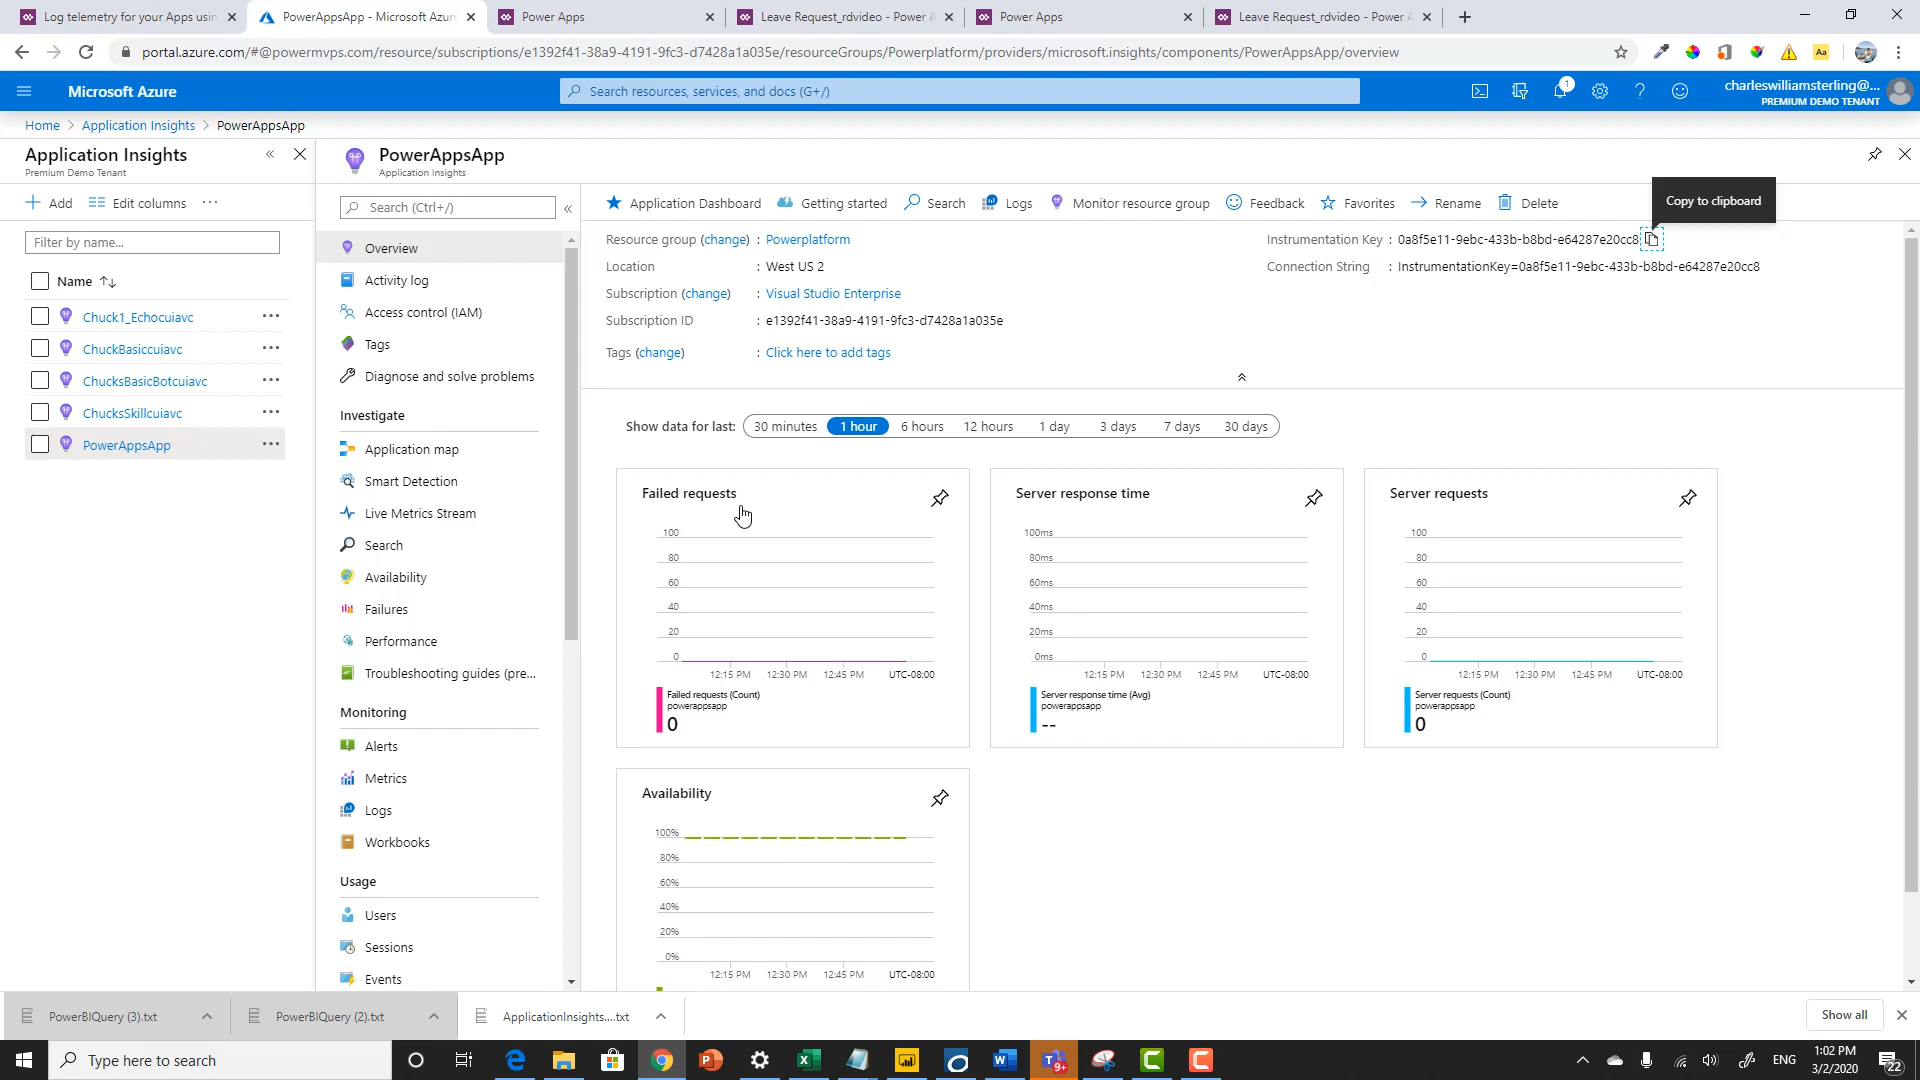 Log telemetry for your Apps usin
PowerAppsApp - Microsoft Azure
Power Apps
Leave Request_rdvideo - Power A
Power Apps
Leave Request_rdvideo - Power A
portal.azure.com/#@powermvps.com/resource/subscriptions/e1392f41-38a9-4191-9fc3-d7428a1a035e/resourceGroups/Powerplatform/providers/microsoft.insights/components/PowerAppsApp/overview
Microsoft Azure
Search resources, services, and docs (G+/)
1
charleswilliamsterling@...
PREMIUM DEMO TENANT
Home > Application Insights > PowerAppsApp
Application Insights
Premium Demo Tenant
Add
Edit columns
Filter by name...
Name
Chuck1_Echocuiavc
ChuckBasiccuiavc
ChucksBasicBotcuiavc
ChucksSkillcuiavc
PowerAppsApp
PowerAppsApp
Application Insights
Search (Ctrl+/)
Overview
Activity log
Access control (IAM)
Tags
Diagnose and solve problems
Investigate
Application map
Smart Detection
Live Metrics Stream
Search
Availability
Failures
Performance
Troubleshooting guides (pre...
Monitoring
Alerts
Metrics
Logs
Workbooks
Usage
Users
Sessions
Events
Application Dashboard
Getting started
Search
Logs
Monitor resource group
Feedback
Favorites
Rename
Delete
Copy to clipboard
Resource group (change) : Powerplatform
Location : West US 2
Subscription (change) : Visual Studio Enterprise
Subscription ID : e1392f41-38a9-4191-9fc3-d7428a1a035e
Tags (change) : Click here to add tags
Instrumentation Key : 0a8f5e11-9ebc-433b-b8bd-e64287e20cc8
Connection String : InstrumentationKey=0a8f5e11-9ebc-433b-b8bd-e64287e20cc8
Show data for last: 30 minutes 1 hour 6 hours 12 hours 1 day 3 days 7 days 30 days
Failed requests
100
80
60
40
20
0
12:15 PM 12:30 PM 12:45 PM UTC-08:00
Failed requests (Count)
powerappsapp
0
Server response time
100ms
80ms
60ms
40ms
20ms
0ms
12:15 PM 12:30 PM 12:45 PM UTC-08:00
Server response time (Avg)
powerappsapp
--
Server requests
100
80
60
40
20
0
12:15 PM 12:30 PM 12:45 PM UTC-08:00
Server requests (Count)
powerappsapp
0
Availability
100%
80%
60%
40%
20%
0%
12:15 PM 12:30 PM 12:45 PM UTC-08:00
PowerBIQuery (3).txt
PowerBIQuery (2).txt
ApplicationInsights....txt
Show all
Type here to search
9+
ENG
1:02 PM
3/2/2020
22